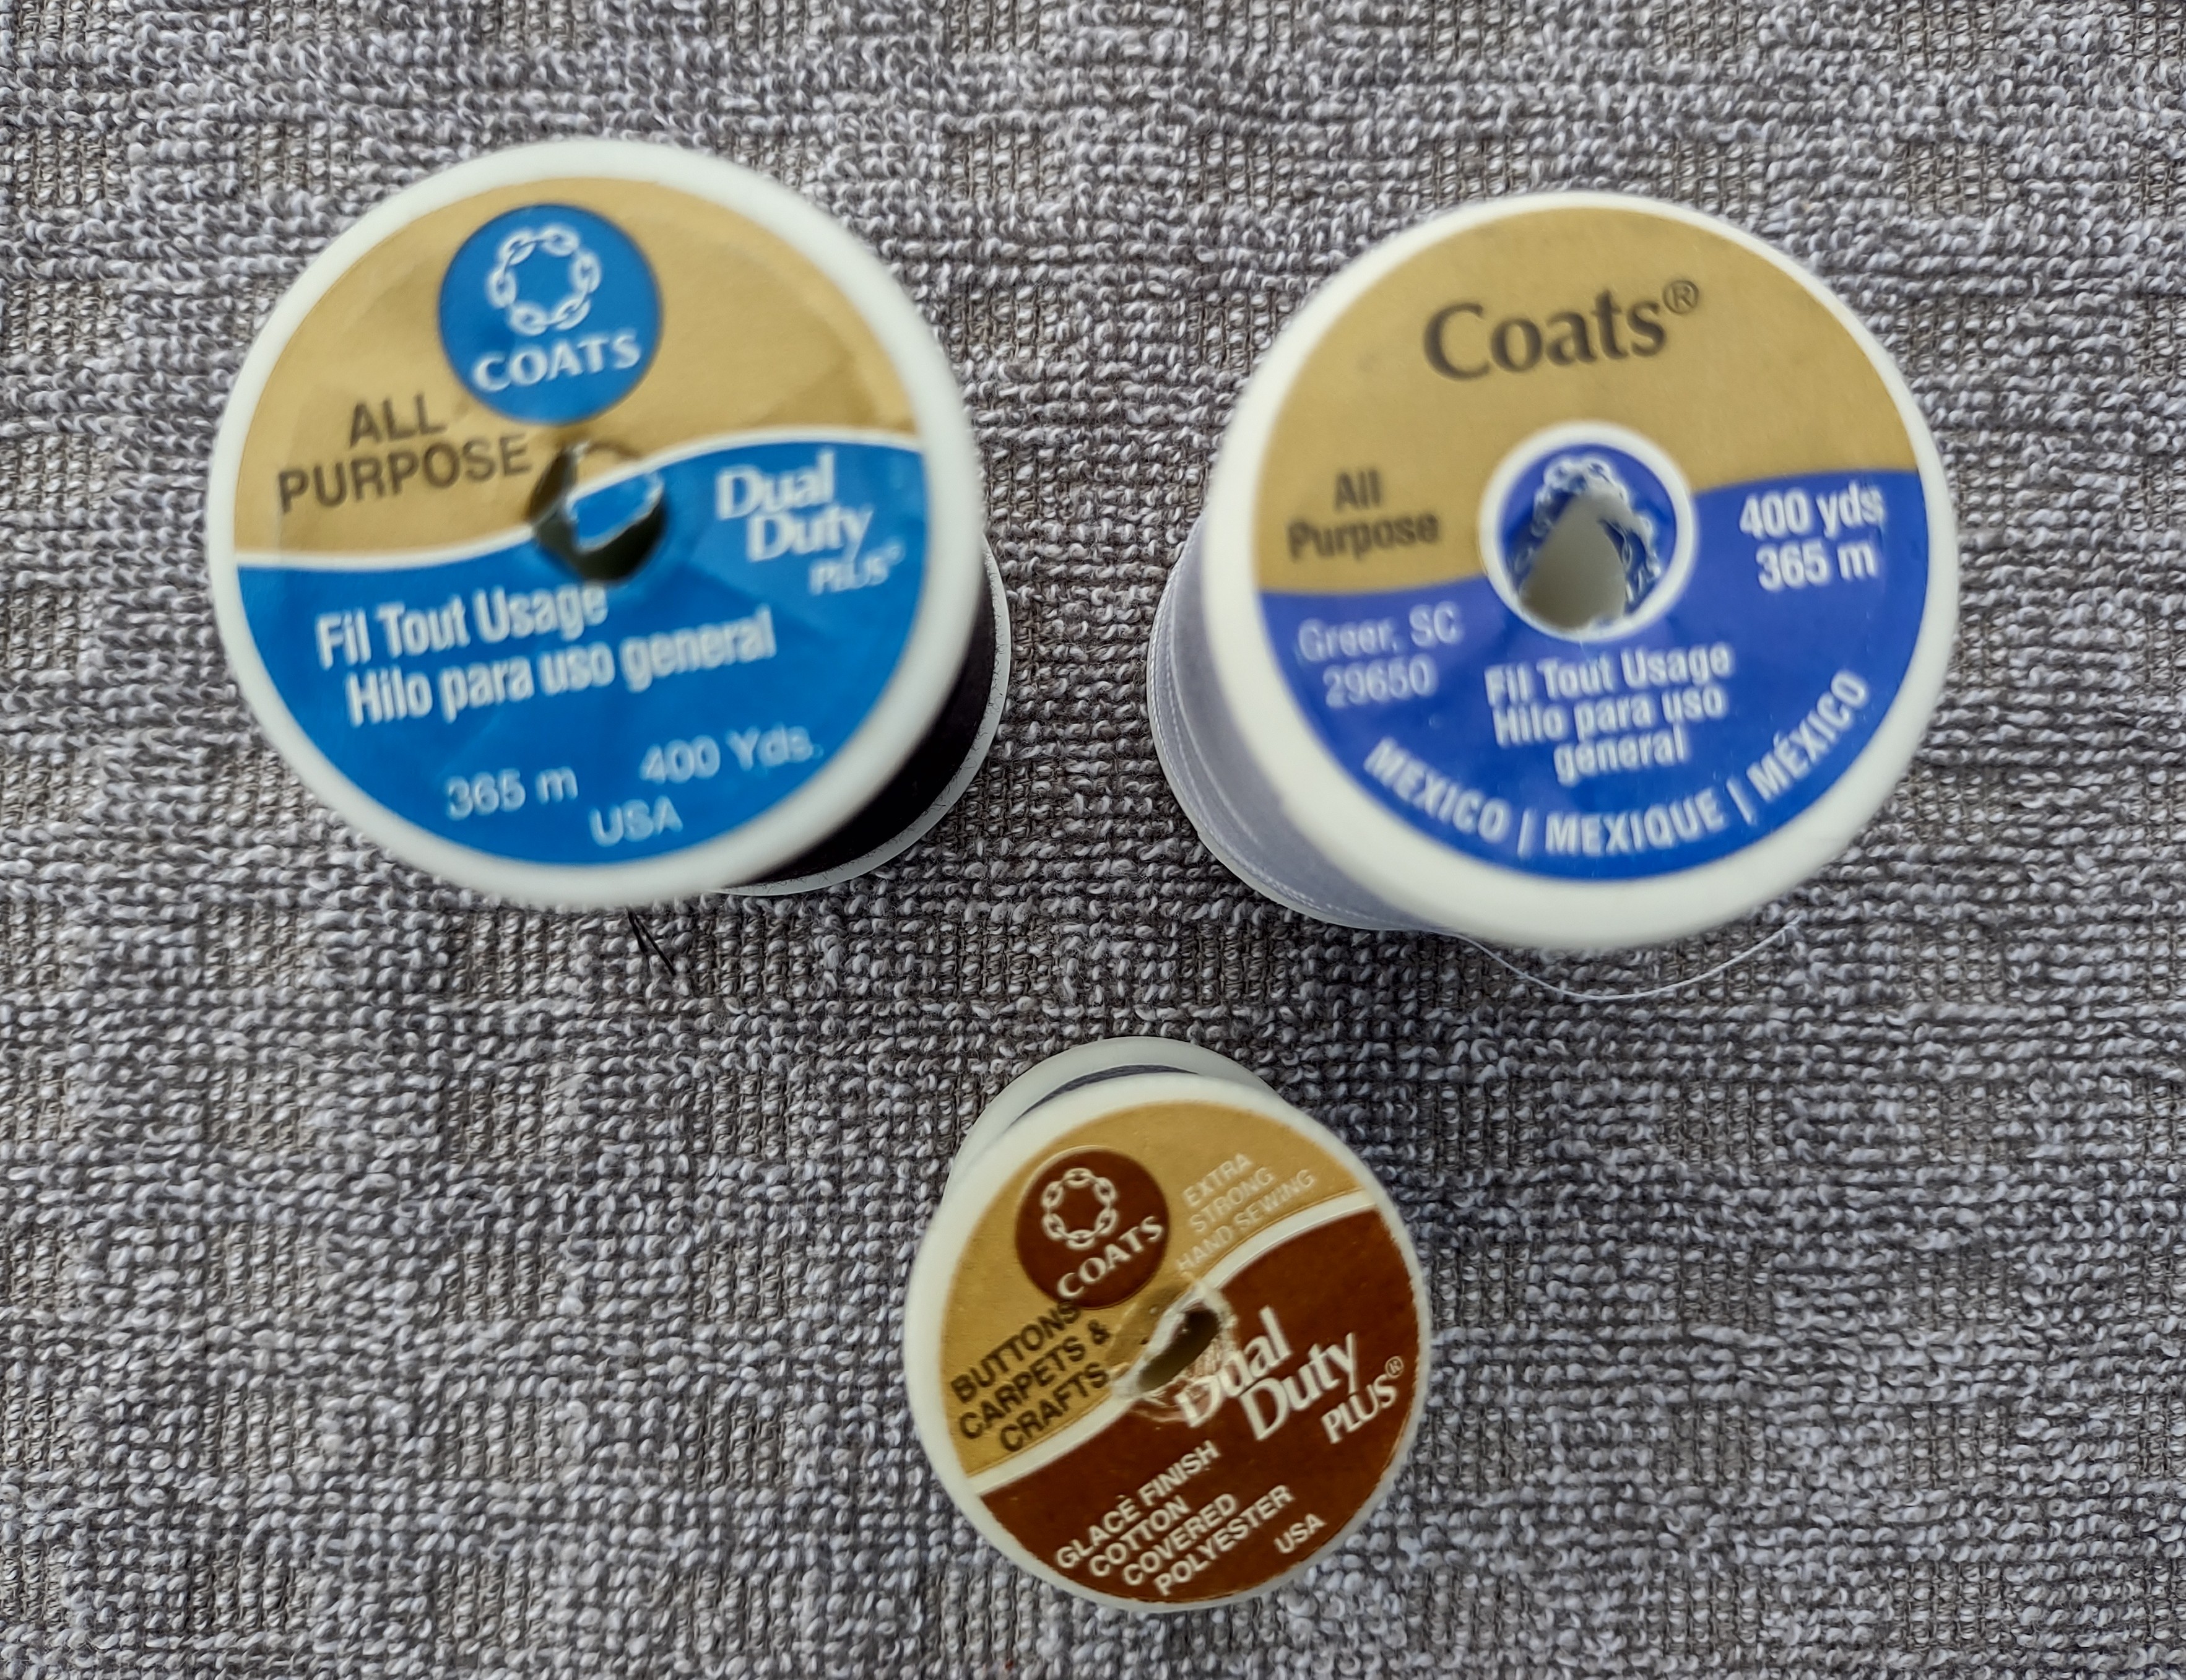 COATS
ALL
PURPOSE
Dual
Duty
PLUS®
Fil Tout Usage
Hilo para uso general
365 m 400 Yds.
USA
Coats®
All
Purpose
400 yds
365 m
Greer, SC
29650
Fil Tout Usage
Hilo para uso
general
MEXICO | MEXIQUE | MÉXICO
COATS
EXTRA
STRONG
HAND SEWING
BUTTONS
CARPETS &
CRAFTS
Dual
Duty
PLUS®
GLACÉ FINISH
COTTON
COVERED
POLYESTER
USA